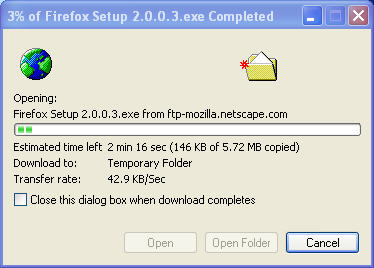 3% of Firefox Setup 2.0.0.3.exe Completed
Opening:
Firefox Setup 2.0.0.3.exe from ftp-mozilla.netscape.com
Estimated time left 2 min 16 sec (146 KB of 5.72 MB copied)
Download to: Temporary Folder
Transfer rate: 42.9 KB/Sec
Close this dialog box when download completes
Open Open Folder Cancel